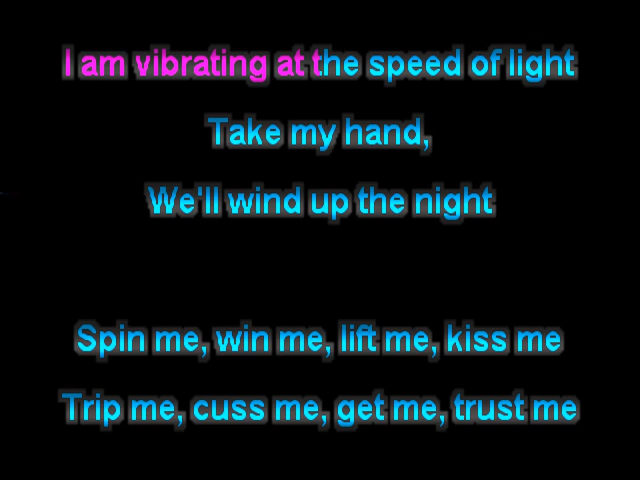 I am vibrating at the speed of light
Take my hand,
We'll wind up the night
Spin me, win me, lift me, kiss me
Trip me, cuss me, get me, trust me